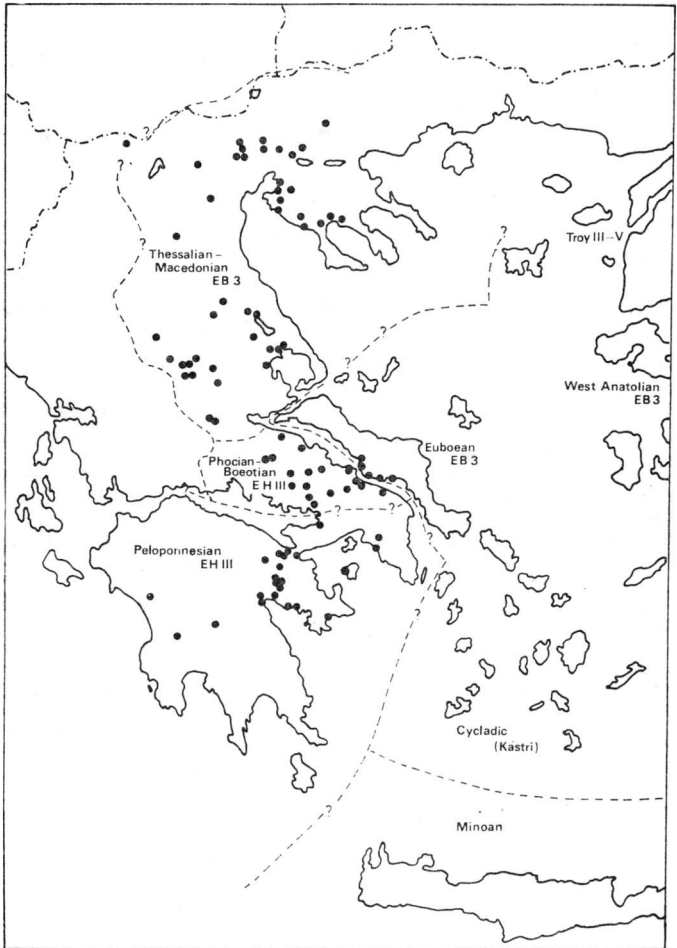 ?
?
?
Thessalian –
Macedonian
EB 3
Troy III – V
?
?
?
West Anatolian
EB 3
Euboean
EB 3
Phocian –
Boeotian
EH III
?
?
Peloponnesian
EH III
?
Cycladic
(Kastri)
?
Minoan